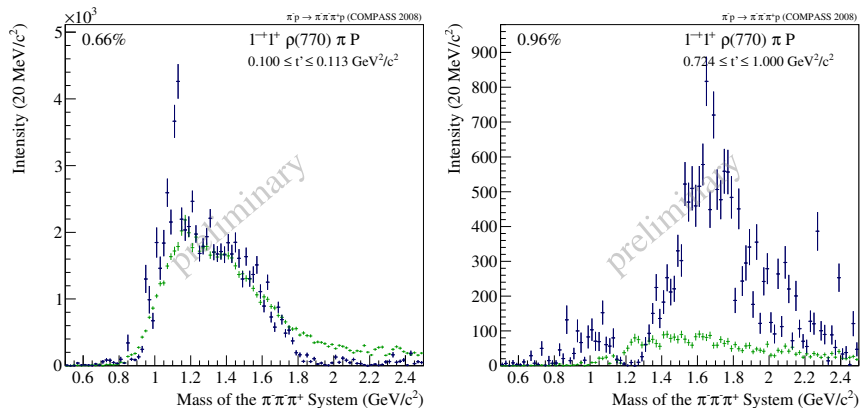 π⁻p → π⁻π⁻π⁺p (COMPASS 2008)
×10³
0.66%
1⁻⁺1⁺ ρ(770) π P
0.100 ≤ t' ≤ 0.113 GeV²/c²
Intensity (20 MeV/c²)
5
4
3
2
1
0
preliminary
0.6 0.8 1 1.2 1.4 1.6 1.8 2 2.2 2.4
Mass of the π⁻π⁻π⁺ System (GeV/c²)
π⁻p → π⁻π⁻π⁺p (COMPASS 2008)
0.96%
1⁻⁺1⁺ ρ(770) π P
0.724 ≤ t' ≤ 1.000 GeV²/c²
Intensity (20 MeV/c²)
900
800
700
600
500
400
300
200
100
0
preliminary
0.6 0.8 1 1.2 1.4 1.6 1.8 2 2.2 2.4
Mass of the π⁻π⁻π⁺ System (GeV/c²)